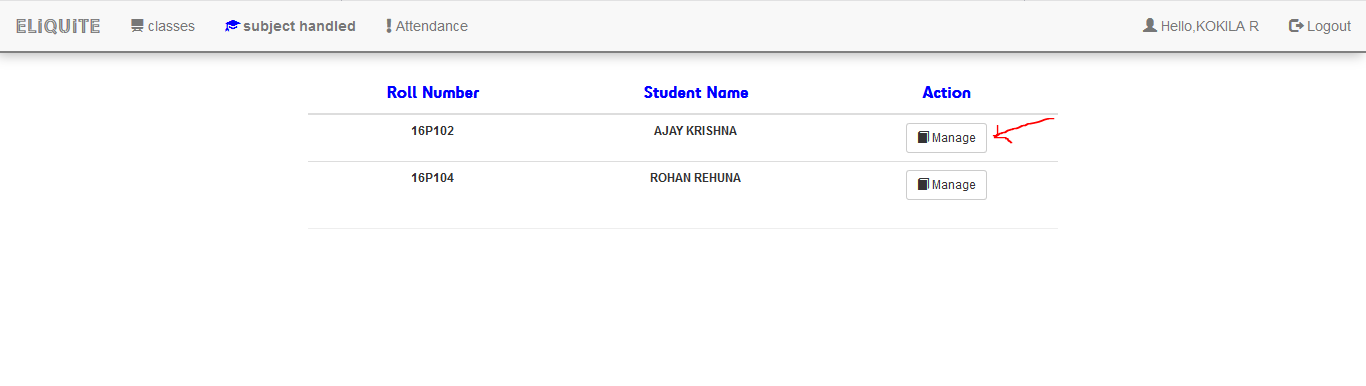 ELiQUiTE classes subject handled Attendance Hello,KOKILA R Logout
Roll Number Student Name Action
16P102 AJAY KRISHNA Manage
16P104 ROHAN REHUNA Manage